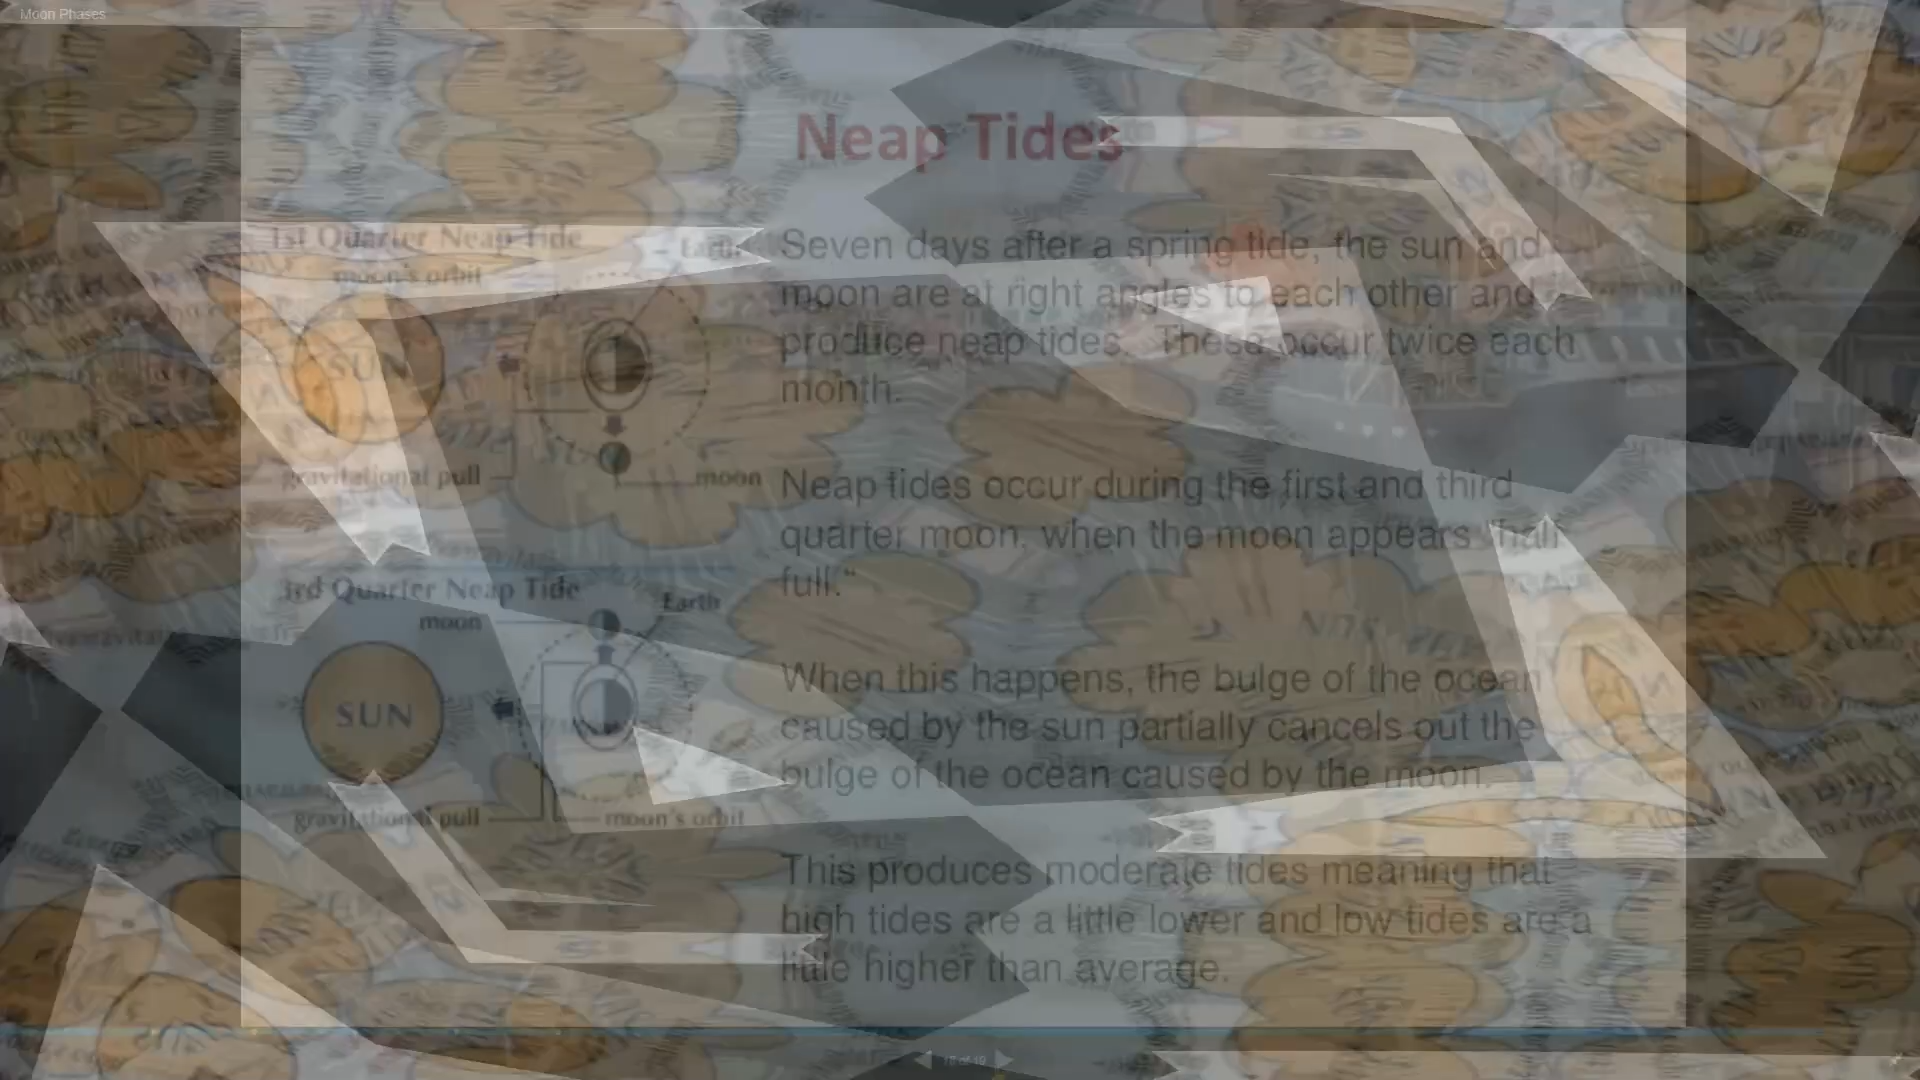 Moon Phases
Neap Tides
1st Quarter Neap Tide
Earth
moon's orbit
SUN
gravitational pull
moon
3rd Quarter Neap Tide
Earth
moon
SUN
gravitational pull
moon's orbit
Seven days after a spring tide, the sun and
moon are at right angles to each other and
produce neap tides. These occur twice each
month.
Neap tides occur during the first and third
quarter moon, when the moon appears "half
full."
When this happens, the bulge of the ocean
caused by the sun partially cancels out the
bulge of the ocean caused by the moon.
This produces moderate tides meaning that
high tides are a little lower and low tides are a
little higher than average.
18 of 19